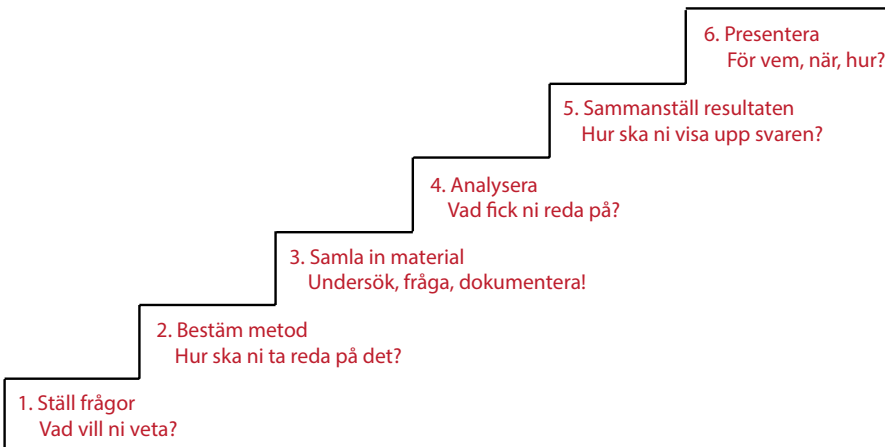 6. Presentera
För vem, när, hur?
5. Sammanställ resultaten
Hur ska ni visa upp svaren?
4. Analysera
Vad fick ni reda på?
3. Samla in material
Undersök, fråga, dokumentera!
2. Bestäm metod
Hur ska ni ta reda på det?
1. Ställ frågor
Vad vill ni veta?